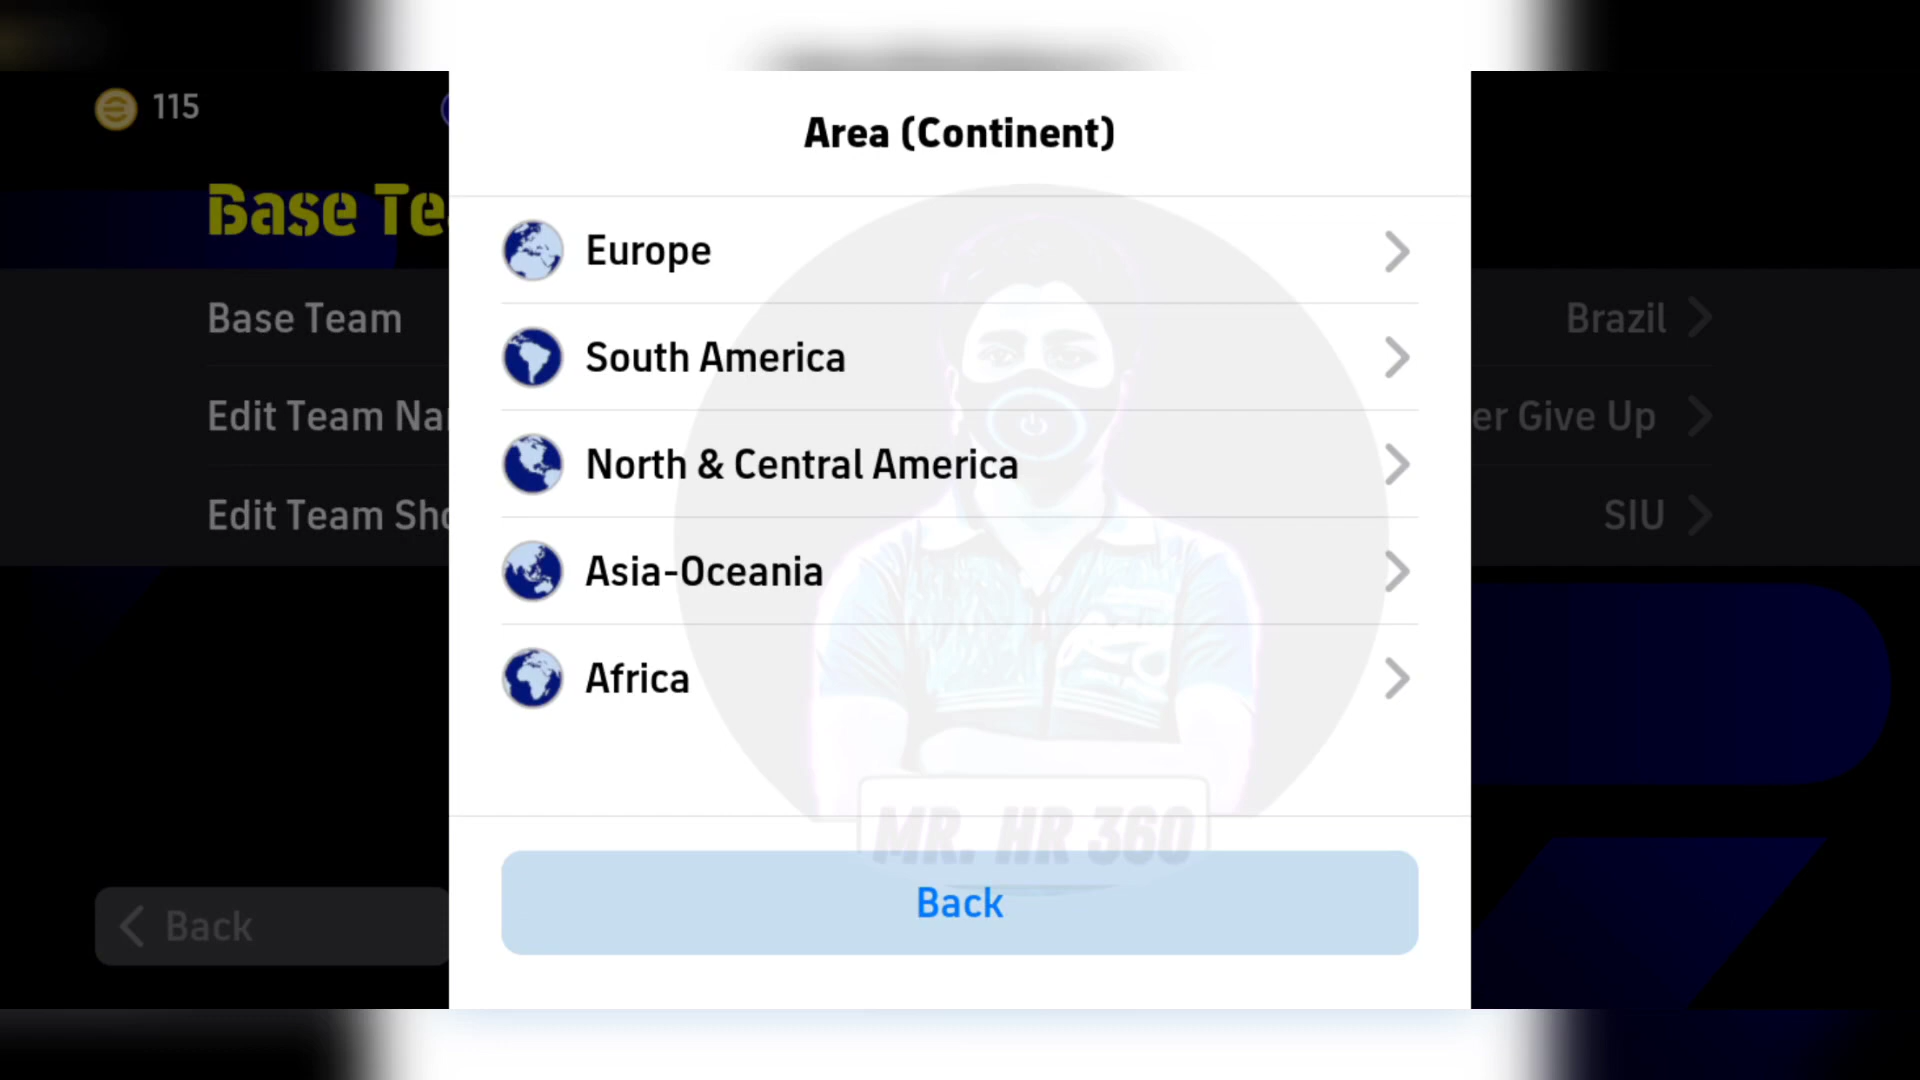 115
Area (Continent)
Base Te
Europe
Base Team
Brazil
South America
Edit Team Na
er Give Up
North & Central America
Edit Team Sho
SIU
Asia-Oceania
Africa
MR. HR 360
Back
Back